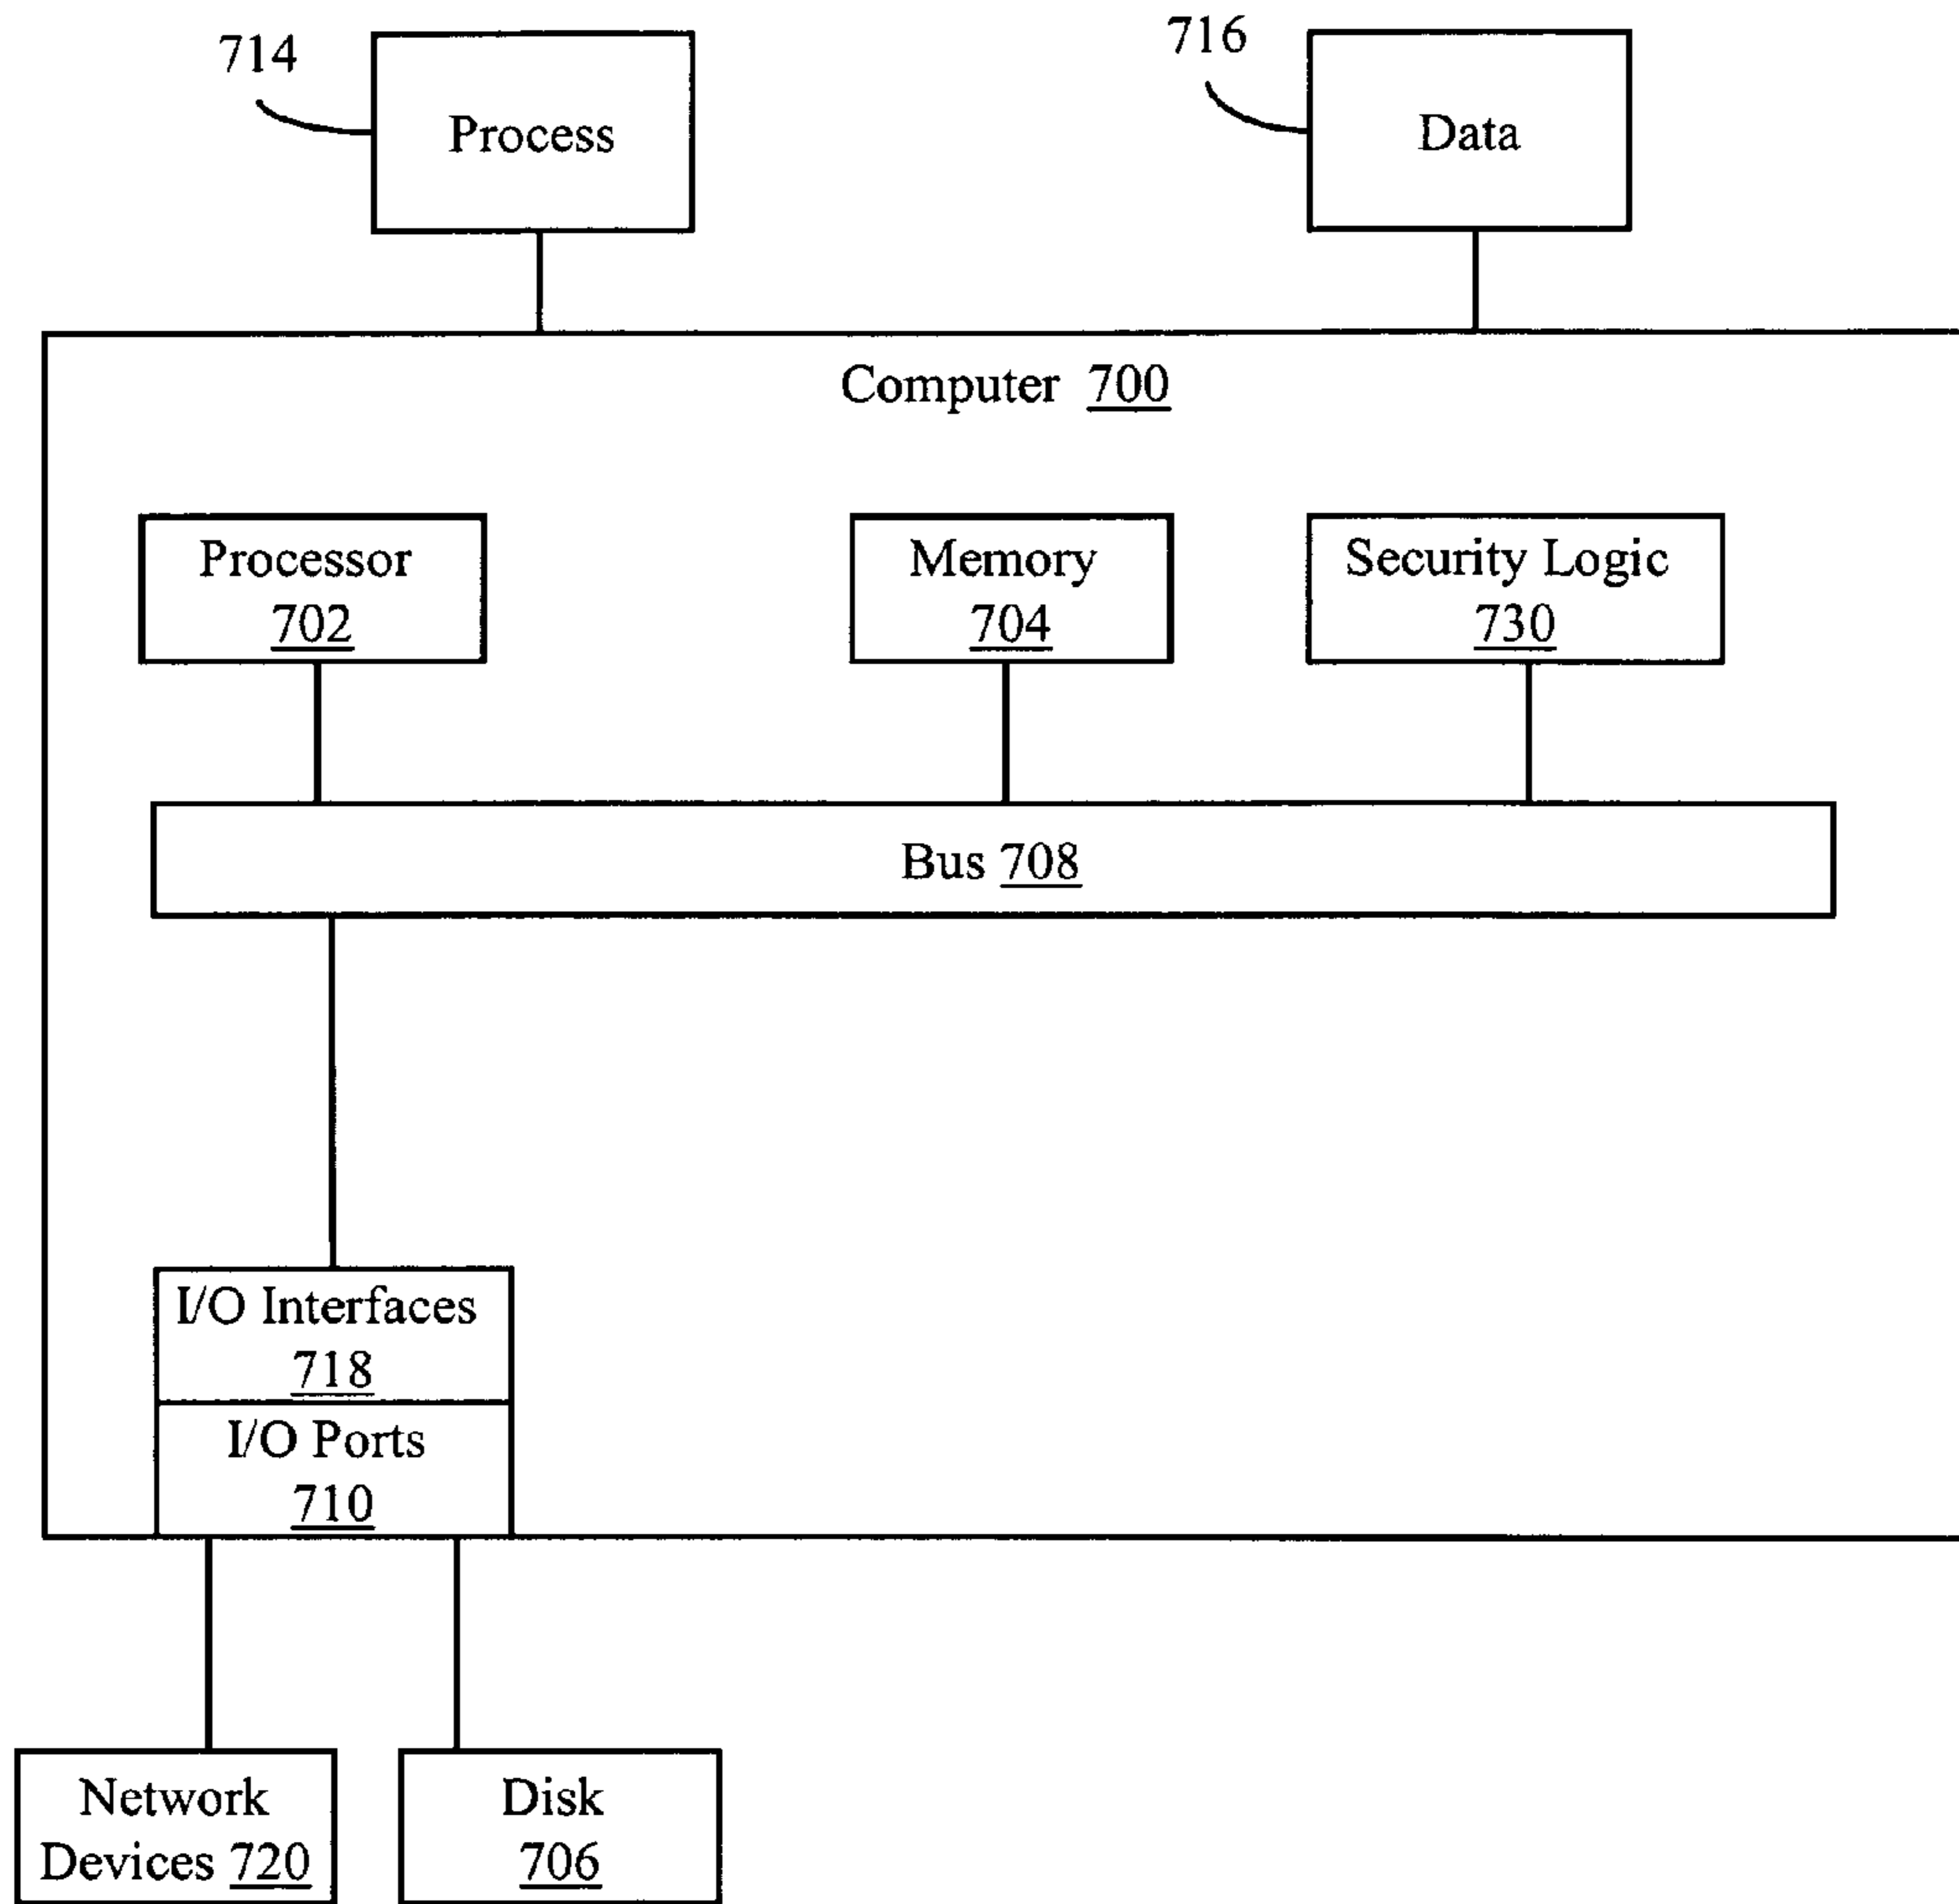 714
Process
716
Data
Computer 700
Processor
702
Memory
704
Security Logic
730
Bus 708
I/O Interfaces
718
I/O Ports
710
Network
Devices 720
Disk
706